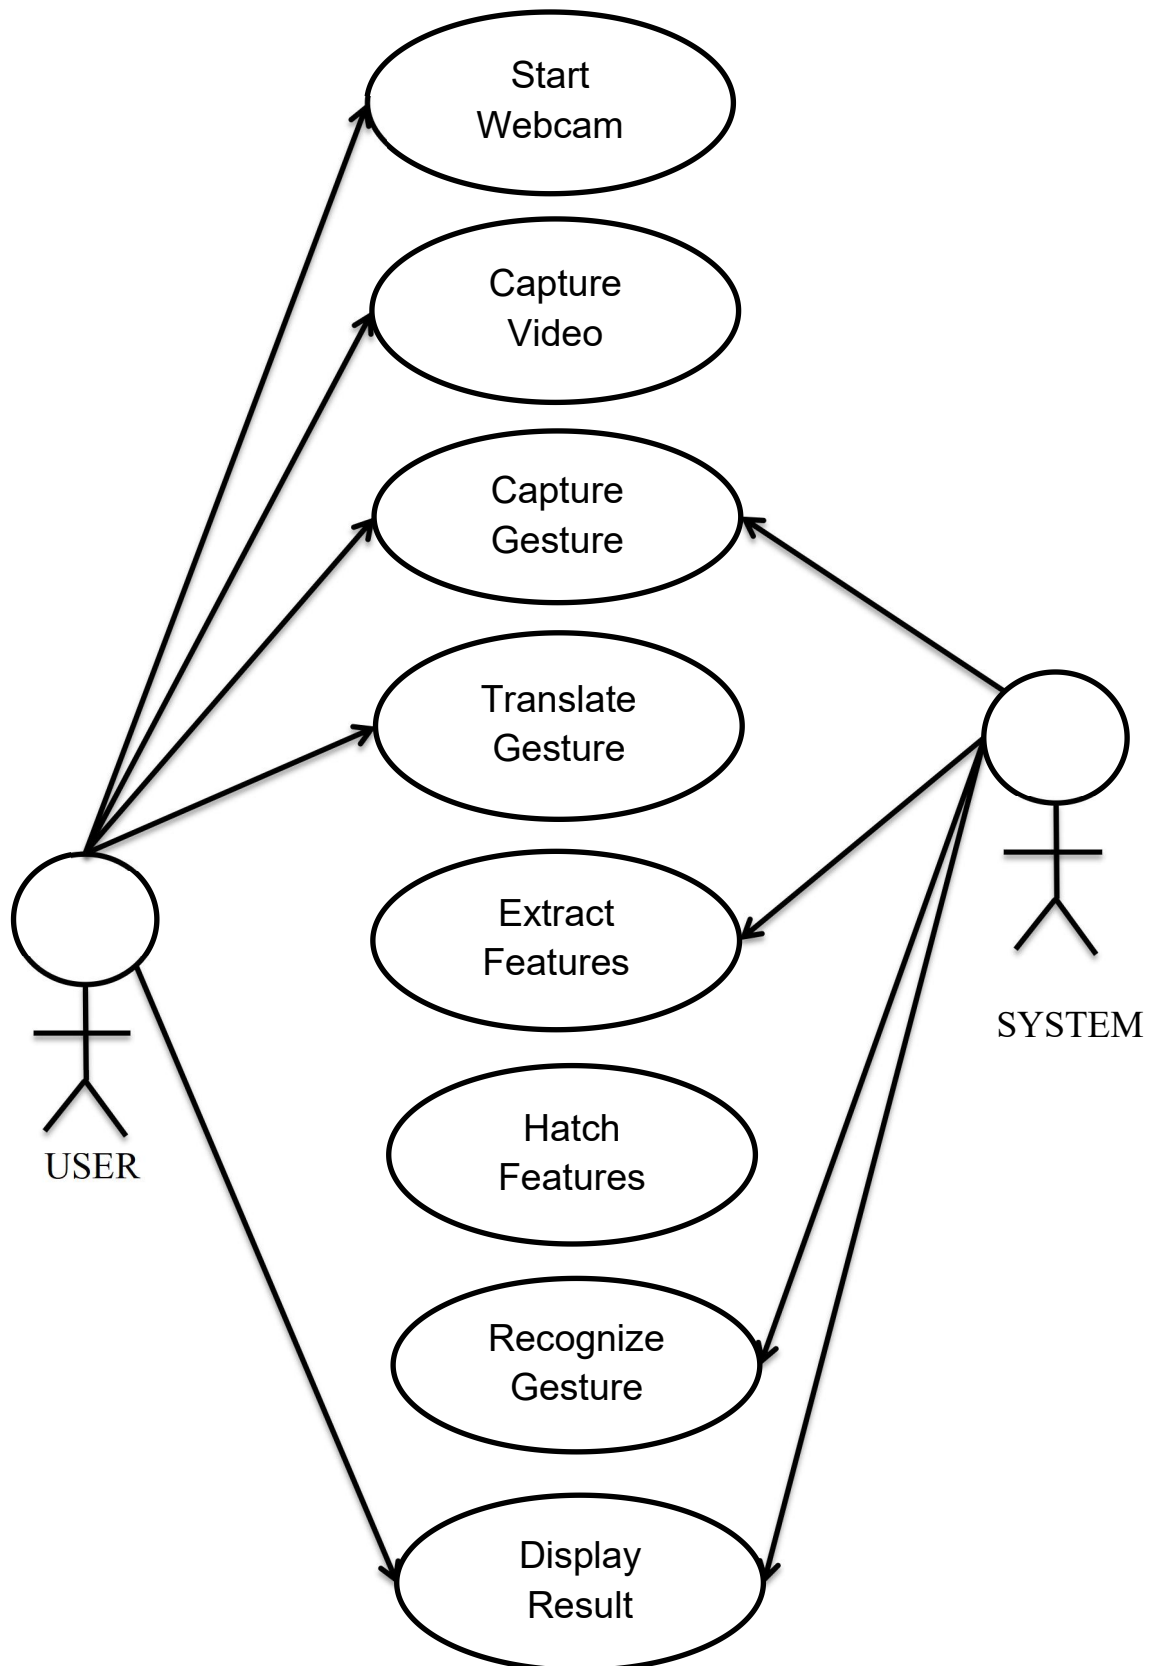 Start
Webcam
Capture
Video
Capture
Gesture
Translate
Gesture
Extract
Features
SYSTEM
Hatch
Features
USER
Recognize
Gesture
Display
Result